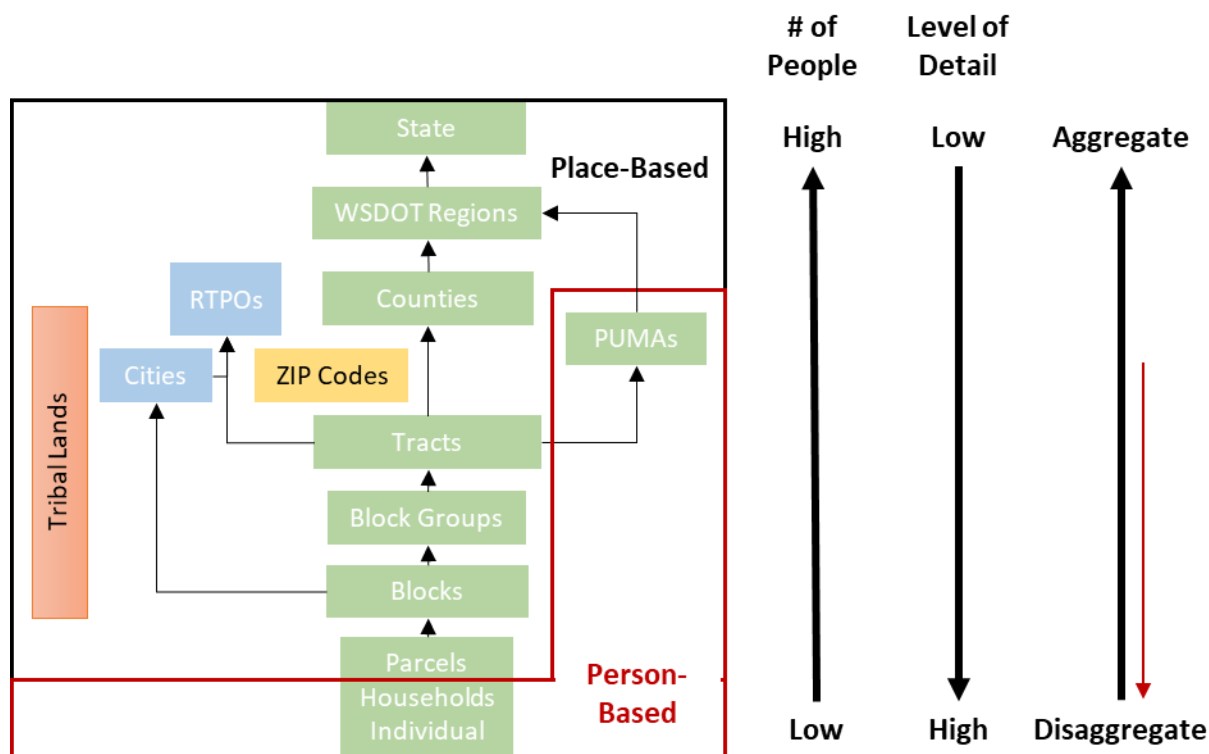 # of
People
Level of
Detail
High
Low
Aggregate
State
Place-Based
WSDOT Regions
RTPOs
Counties
PUMAs
Cities
ZIP Codes
Tribal Lands
Tracts
Block Groups
Blocks
Parcels
Households
Individual
Person-
Based
Low
High
Disaggregate